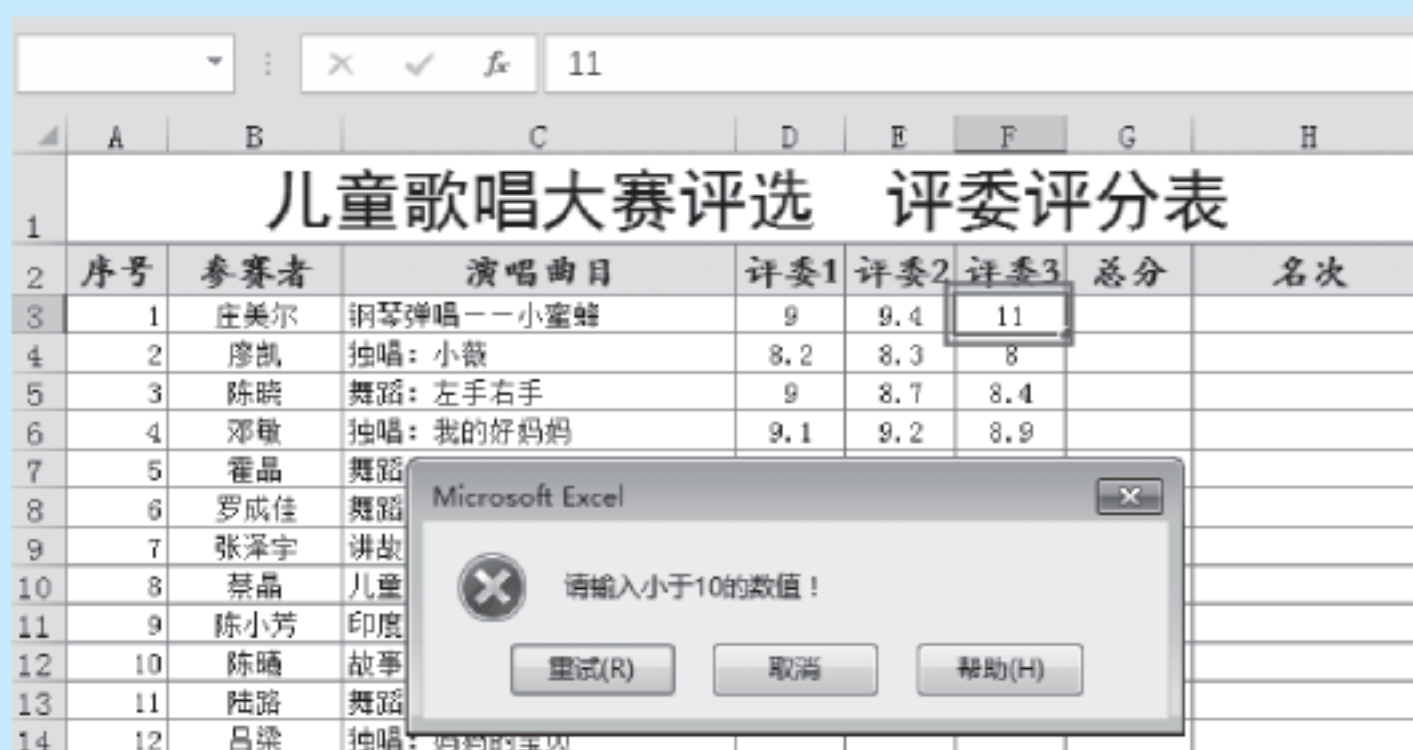 fx 11
A B C D E F G H
1 儿童歌唱大赛评选 评委评分表
2 序号 参赛者 演唱曲目 评委1 评委2 评委3 总分 名次
3 1 庄美尔 钢琴弹唱——小蜜蜂 9 9.4 11
4 2 廖凯 独唱：小薇 8.2 8.3 8
5 3 陈晓 舞蹈：左手右手 9 8.7 8.4
6 4 邓敏 独唱：我的好妈妈 9.1 9.2 8.9
7 5 霍晶 舞蹈
8 6 罗成佳 舞蹈
9 7 张泽宇 讲故
10 8 蔡晶 儿童
11 9 陈小芳 印度
12 10 陈曦 故事
13 11 陆路 舞蹈
14 12 吕梁 独唱：妈妈的宝贝
Microsoft Excel
请输入小于10的数值！
重试(R) 取消 帮助(H)